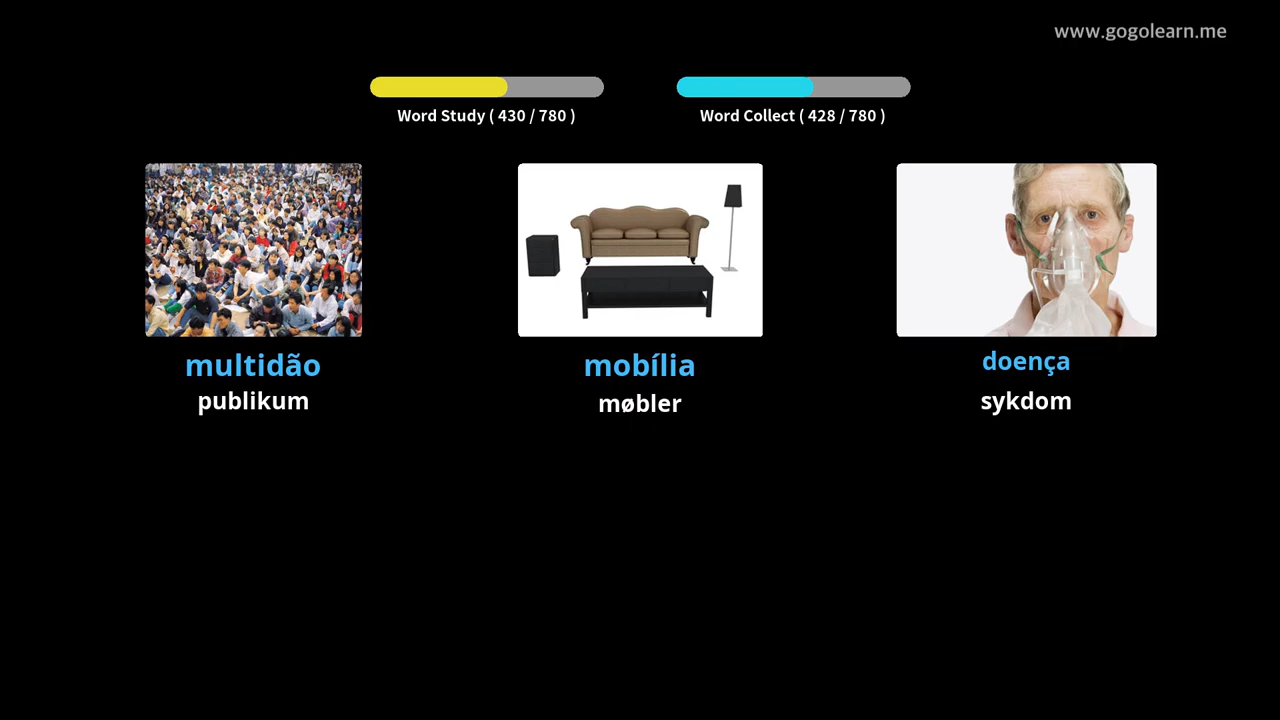 www.gogolearn.me
Word Study ( 430 / 780 )
Word Collect ( 428 / 780 )
multidão
publikum
mobília
møbler
doença
sykdom